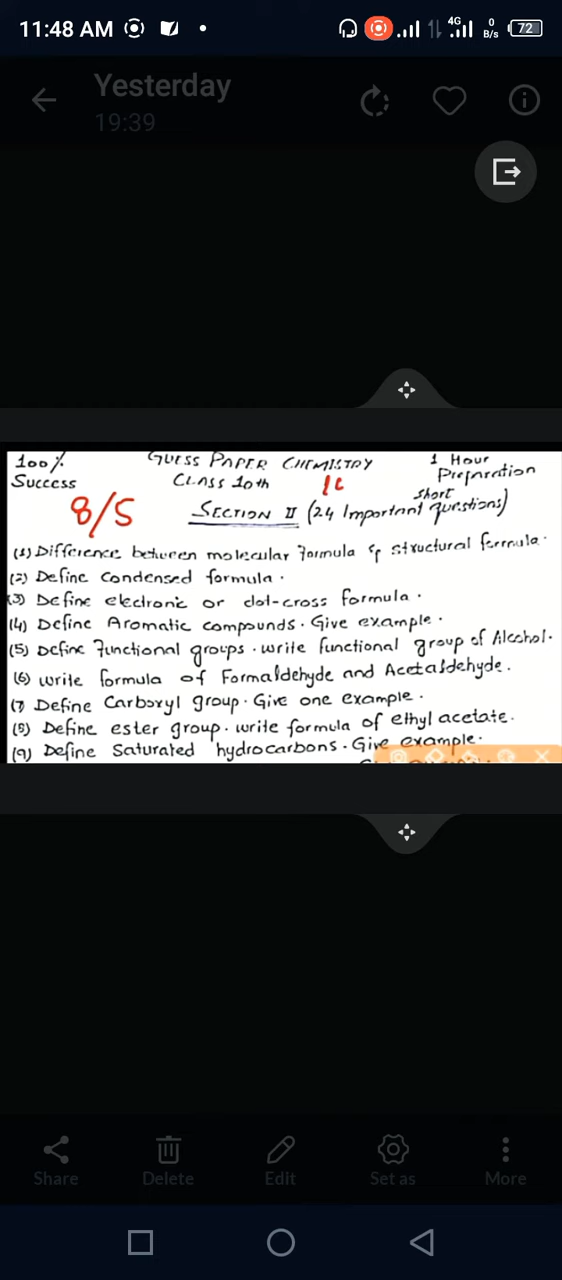 11:48 AM 4G 0 B/s 72
Yesterday
19:39
100% GUESS PAPER CHEMISTRY 1 Hour
Success CLASS 10th Preparation
8/5 SECTION II (24 Important short questions)
(1) Difference between molecular formula & structural formula.
(2) Define Condensed formula.
(3) Define electronic or dot-cross formula.
(4) Define Aromatic compounds. Give example.
(5) Define Functional groups. write functional group of Alcohol.
(6) write formula of Formaldehyde and Acetaldehyde.
(7) Define Carboxyl group. Give one example.
(8) Define ester group. write formula of ethyl acetate.
(9) Define Saturated hydrocarbons. Give example.
Share Delete Edit Set as More